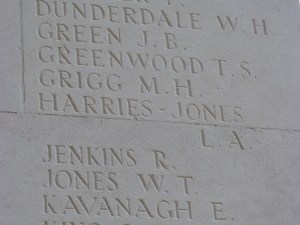 DUNDERDALE W.H.
GREEN J.B.
GREENWOOD T.S.
GRIGG M.H.
HARRIES-JONES
L.A.
JENKINS R.
JONES W.T.
KAVANAGH E.